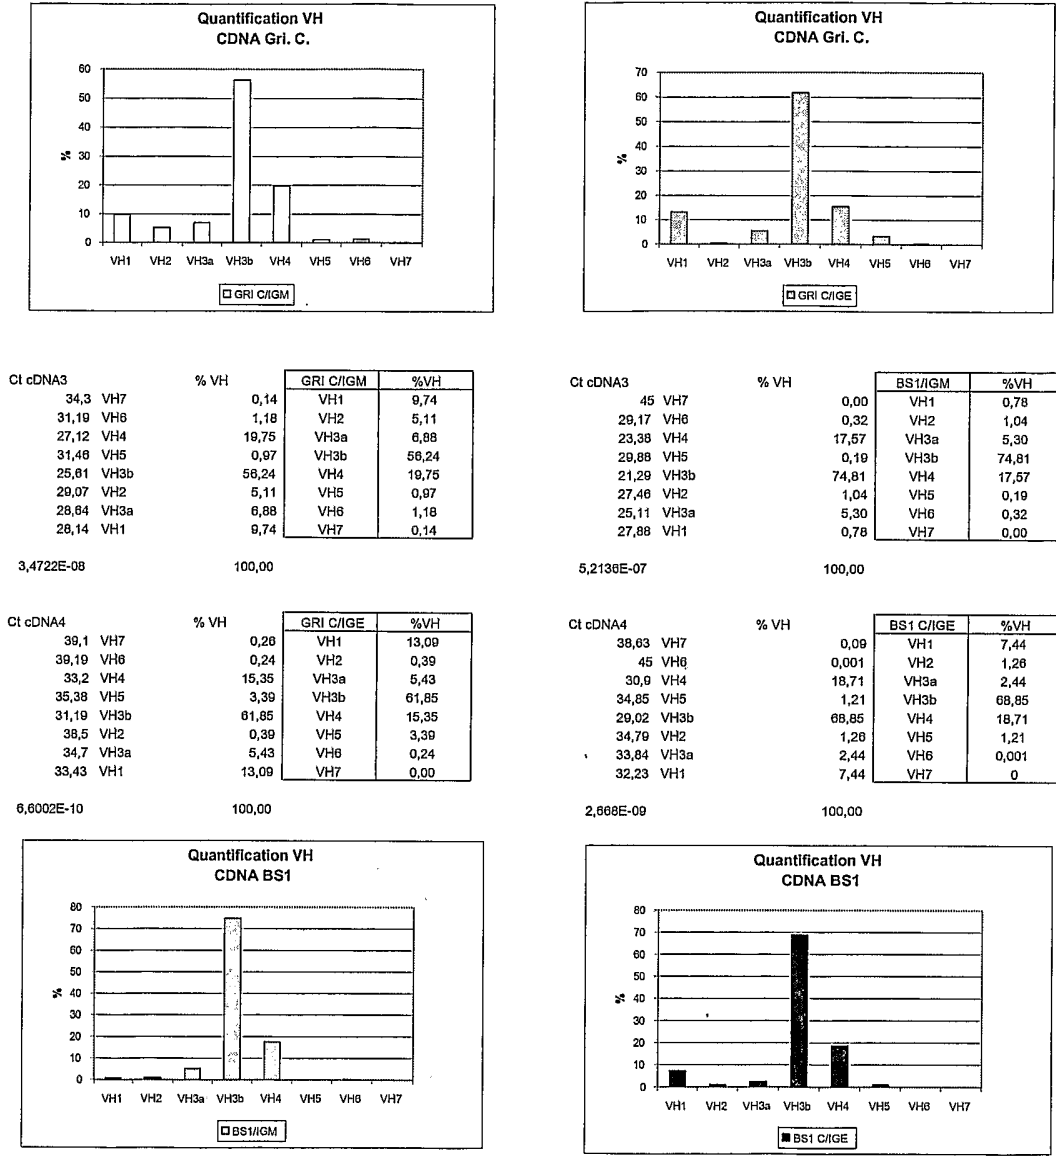 Quantification VH
CDNA Gri. C.
60
50
40
30
20
10
0
%
VH1 VH2 VH3a VH3b VH4 VH5 VH6 VH7
GRI C/IGM
Quantification VH
CDNA Gri. C.
70
60
50
40
30
20
10
0
%
VH1 VH2 VH3a VH3b VH4 VH5 VH6 VH7
GRI C/IGE
Ct cDNA3 % VH GRI C/IGM %VH
34,3 VH7 0,14 VH1 9,74
31,19 VH6 1,18 VH2 5,11
27,12 VH4 19,75 VH3a 6,88
31,46 VH5 0,97 VH3b 56,24
25,61 VH3b 56,24 VH4 19,75
29,07 VH2 5,11 VH5 0,97
28,64 VH3a 6,88 VH6 1,18
28,14 VH1 9,74 VH7 0,14
3,4722E-08 100,00
Ct cDNA3 % VH BS1/IGM %VH
45 VH7 0,00 VH1 0,78
29,17 VH6 0,32 VH2 1,04
23,38 VH4 17,57 VH3a 5,30
29,88 VH5 0,19 VH3b 74,81
21,29 VH3b 74,81 VH4 17,57
27,46 VH2 1,04 VH5 0,19
25,11 VH3a 5,30 VH6 0,32
27,88 VH1 0,78 VH7 0,00
5,2136E-07 100,00
Ct cDNA4 % VH GRI C/IGE %VH
39,1 VH7 0,26 VH1 13,09
39,19 VH6 0,24 VH2 0,39
33,2 VH4 15,35 VH3a 5,43
35,38 VH5 3,39 VH3b 61,85
31,19 VH3b 61,85 VH4 15,35
38,5 VH2 0,39 VH5 3,39
34,7 VH3a 5,43 VH6 0,24
33,43 VH1 13,09 VH7 0,00
6,6002E-10 100,00
Ct cDNA4 % VH BS1 C/IGE %VH
38,63 VH7 0,09 VH1 7,44
45 VH6 0,001 VH2 1,26
30,9 VH4 18,71 VH3a 2,44
34,85 VH5 1,21 VH3b 68,85
29,02 VH3b 68,85 VH4 18,71
34,79 VH2 1,26 VH5 1,21
33,84 VH3a 2,44 VH6 0,001
32,23 VH1 7,44 VH7 0
2,668E-09 100,00
Quantification VH
CDNA BS1
80
70
60
50
40
30
20
10
0
%
VH1 VH2 VH3a VH3b VH4 VH5 VH6 VH7
BS1/IGM
Quantification VH
CDNA BS1
80
70
60
50
40
30
20
10
0
%
VH1 VH2 VH3a VH3b VH4 VH5 VH6 VH7
BS1 C/IGE